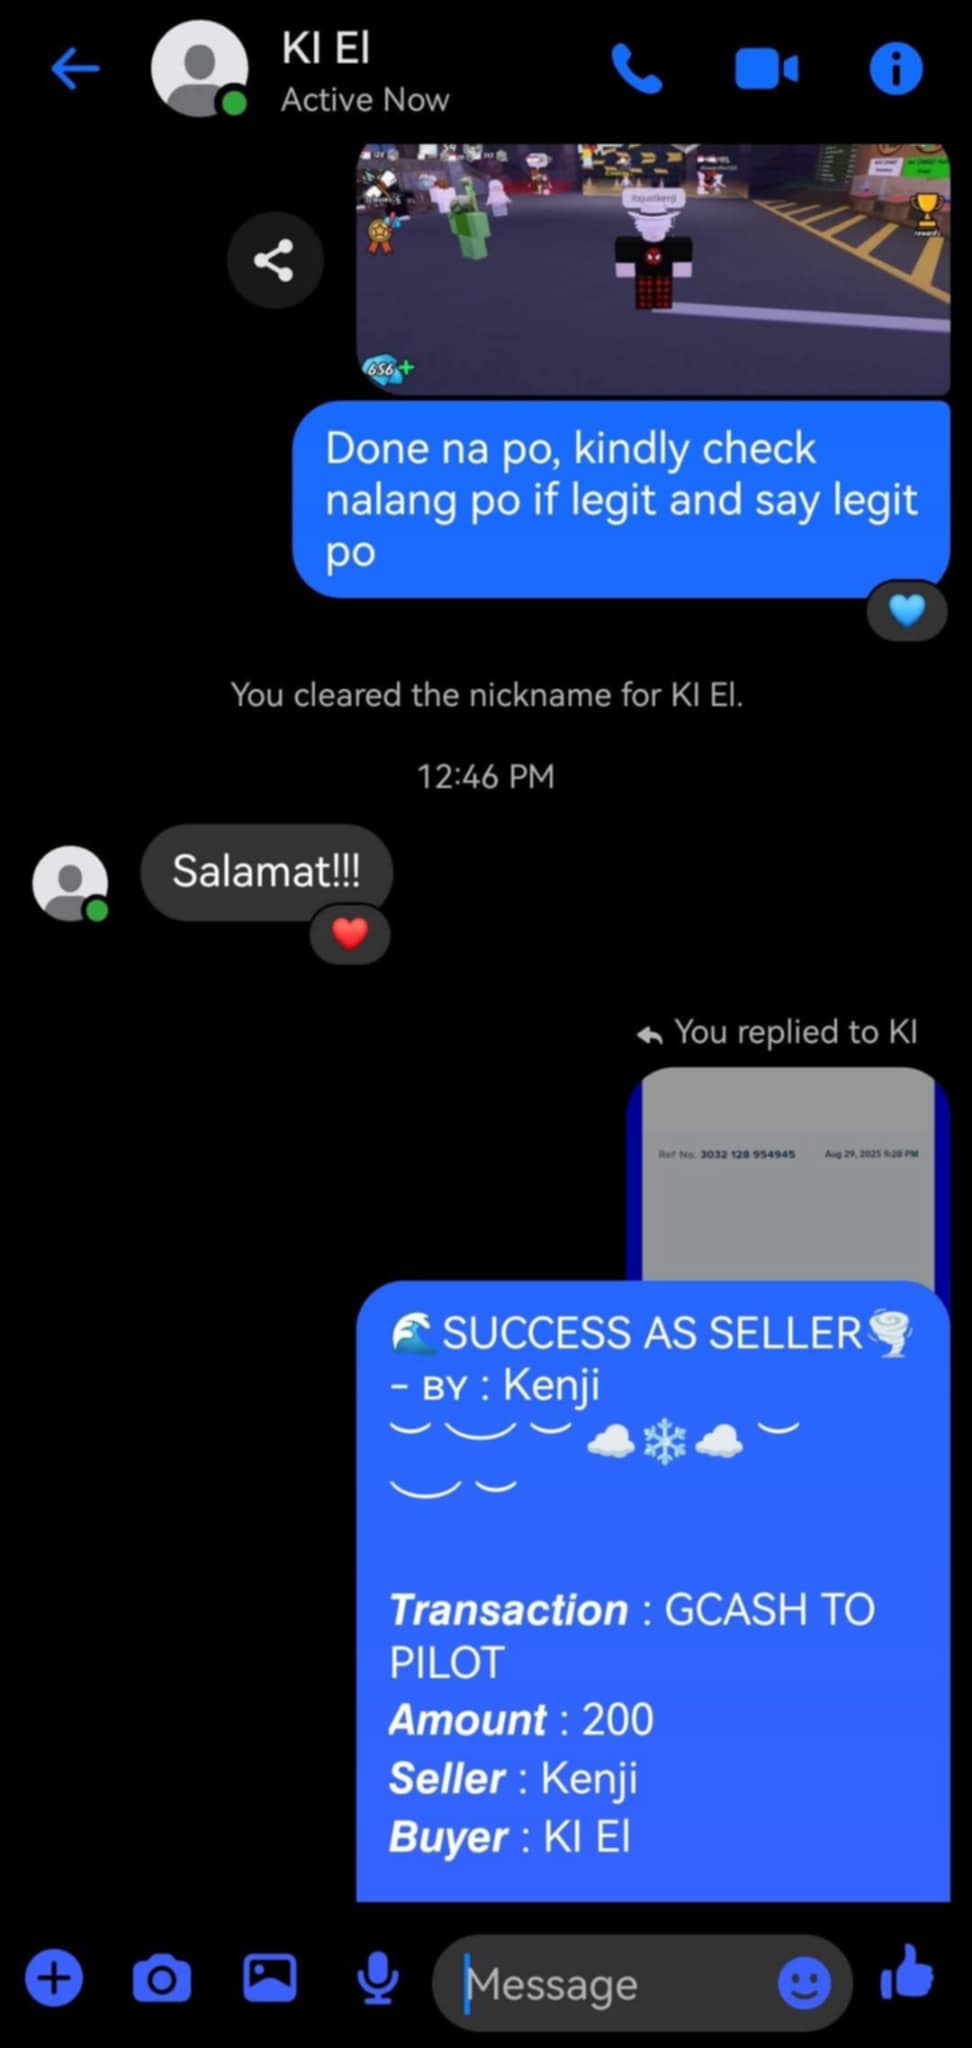 KI El
Active Now
itsjustkenji
rewards
656+
Done na po, kindly check
nalang po if legit and say legit
po
You cleared the nickname for KI El.
12:46 PM
Salamat!!!
You replied to KI
Ref No. 3032 128 954945 Aug 29, 2025 9:28 PM
🌊SUCCESS AS SELLER🌪️
- ʙʏ : Kenji
︶︶︶☁️❄️☁️︶
︶︶
Transaction : GCASH TO
PILOT
Amount : 200
Seller : Kenji
Buyer : KI El
Message